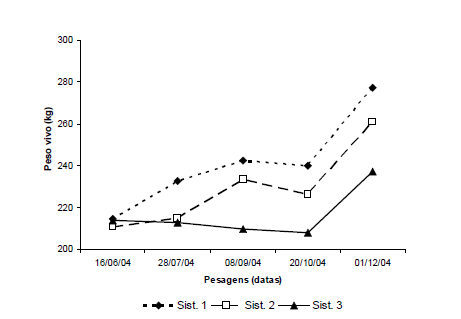 300
280
260
240
220
200
Peso vivo (kg)
16/06/04 28/07/04 08/09/04 20/10/04 01/12/04
Pesagens (datas)
Sist. 1 Sist. 2 Sist. 3